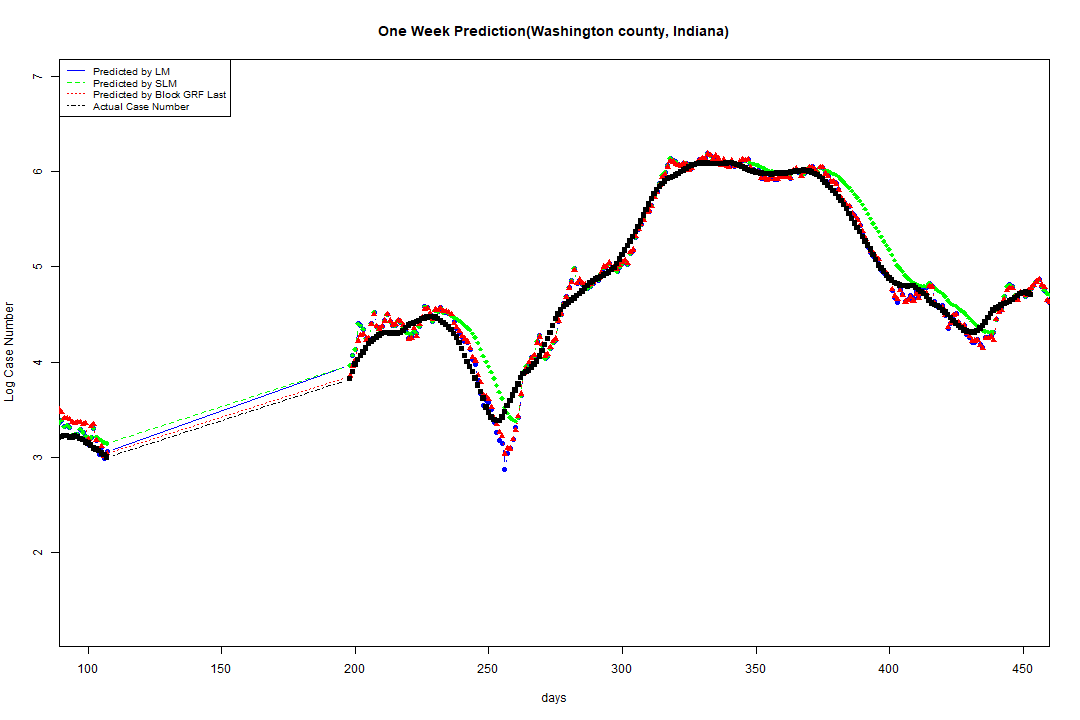 One Week Prediction(Washington county, Indiana)
Predicted by LM
Predicted by SLM
Predicted by Block GRF Last
Actual Case Number
7
6
5
4
3
2
Log Case Number
100 150 200 250 300 350 400 450
days